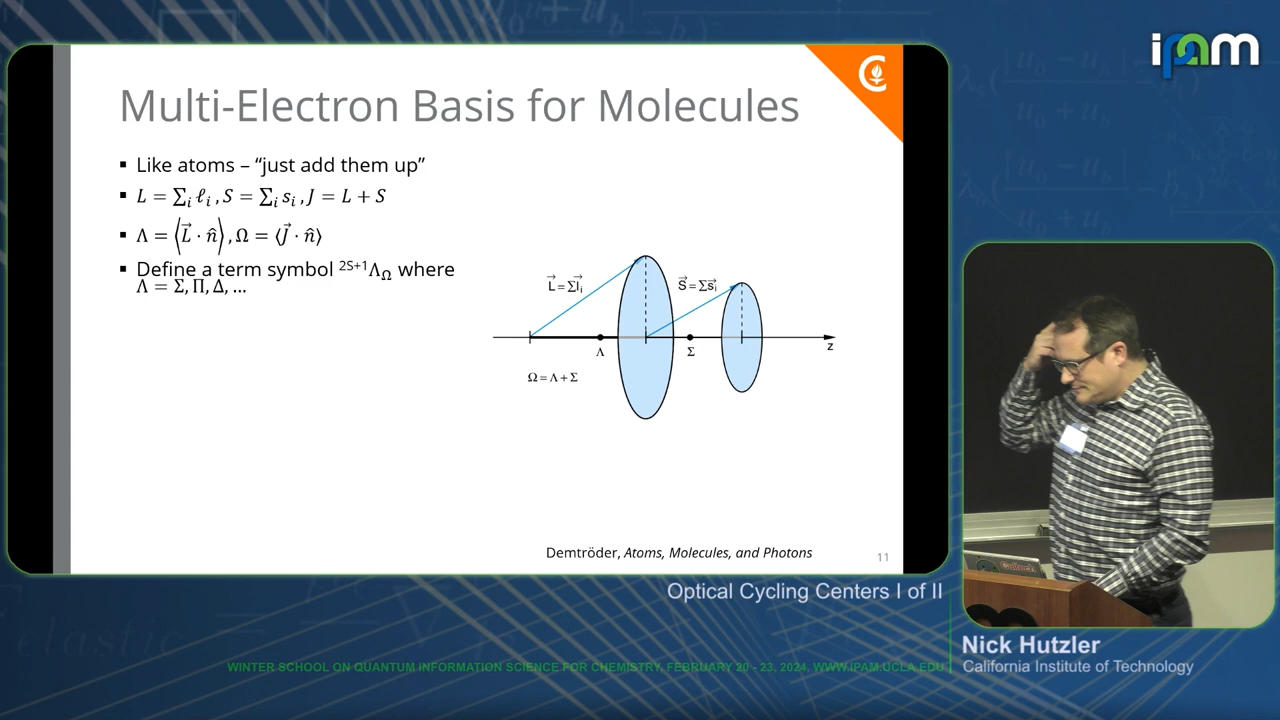 ipam
Multi-Electron Basis for Molecules
▪ Like atoms – “just add them up”
▪ L = ∑ᵢ ℓᵢ , S = ∑ᵢ sᵢ , J = L + S
▪ Λ = ⟨L⃗ · n̂⟩, Ω = ⟨J⃗ · n̂⟩
▪ Define a term symbol ²ˢ⁺¹Λ_Ω where
Λ = Σ, Π, Δ, …
L⃗ = Σl⃗ᵢ
S⃗ = Σs⃗ᵢ
Λ
Σ
z
Ω = Λ + Σ
Demtröder, Atoms, Molecules, and Photons
11
Optical Cycling Centers I of II
Nick Hutzler
California Institute of Technology
WINTER SCHOOL ON QUANTUM INFORMATION SCIENCE FOR CHEMISTRY, FEBRUARY 20 - 23, 2024, WWW.IPAM.UCLA.EDU